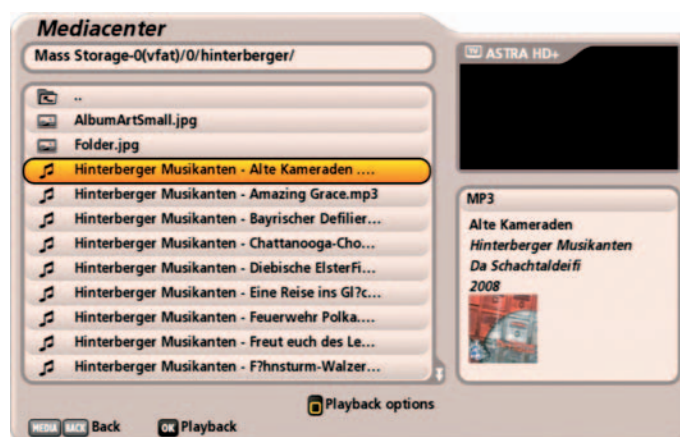 Mediacenter
Mass Storage-0(vfat)/0/hinterberger/
TV ASTRA HD+
..
AlbumArtSmall.jpg
Folder.jpg
Hinterberger Musikanten - Alte Kameraden ....
Hinterberger Musikanten - Amazing Grace.mp3
Hinterberger Musikanten - Bayrischer Defilier...
Hinterberger Musikanten - Chattanooga-Cho...
Hinterberger Musikanten - Diebische ElsterFi...
Hinterberger Musikanten - Eine Reise ins Gl?c...
Hinterberger Musikanten - Feuerwehr Polka....
Hinterberger Musikanten - Freut euch des Le...
Hinterberger Musikanten - F?hnsturm-Walzer...
MP3
Alte Kameraden
Hinterberger Musikanten
Da Schachtaldeifi
2008
Playback options
MEDIA BACK Back OK Playback